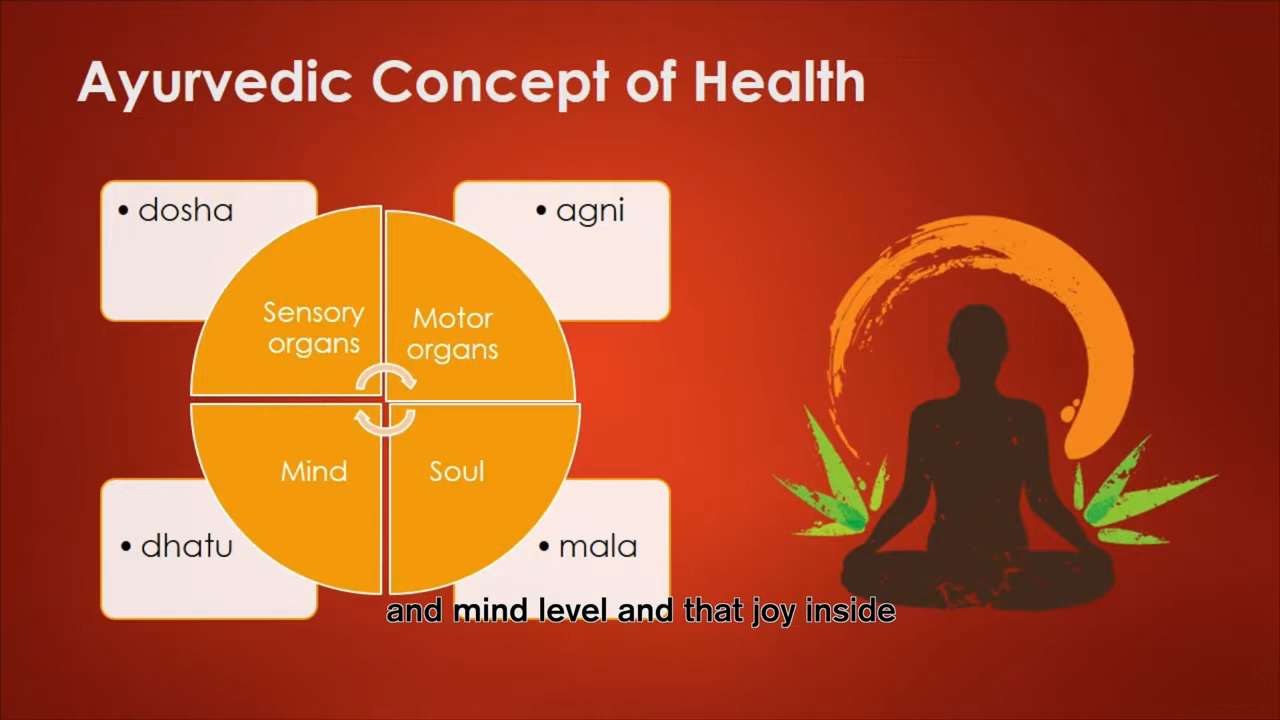 Ayurvedic Concept of Health
• dosha
• agni
Sensory
organs
Motor
organs
Mind
Soul
• dhatu
• mala
and mind level and that joy inside